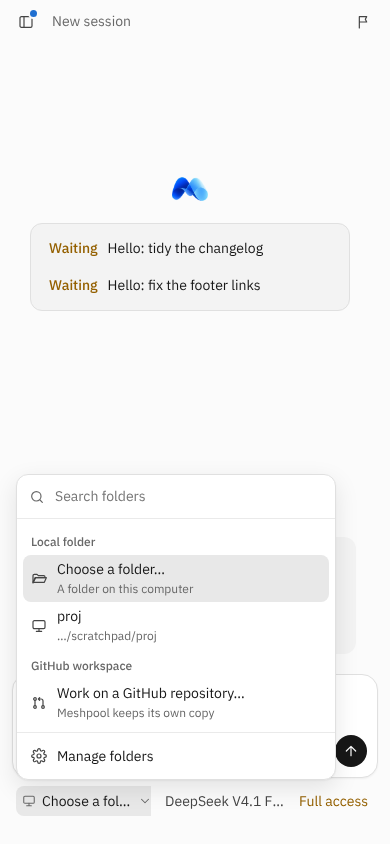 New session
Waiting Hello: tidy the changelog
Waiting Hello: fix the footer links
Search folders
Local folder
Choose a folder...
A folder on this computer
proj
.../scratchpad/proj
GitHub workspace
Work on a GitHub repository...
Meshpool keeps its own copy
Manage folders
Choose a fol... DeepSeek V4.1 F... Full access